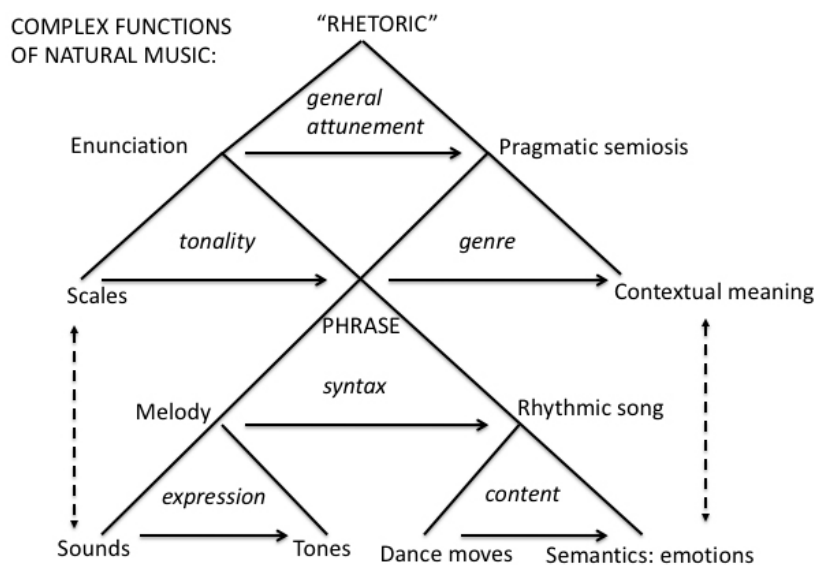 COMPLEX FUNCTIONS
OF NATURAL MUSIC:
“RHETORIC”
general
attunement
Enunciation
Pragmatic semiosis
tonality
genre
Scales
Contextual meaning
PHRASE
syntax
Melody
Rhythmic song
expression
content
Sounds
Tones
Dance moves
Semantics: emotions